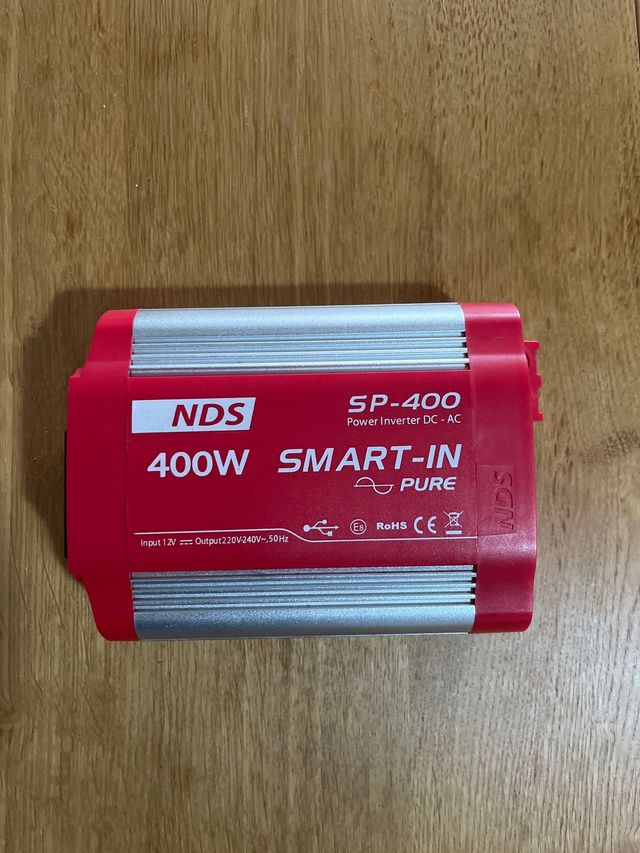 NDS
SP-400
Power Inverter DC - AC
400W
SMART-IN
PURE
E8 RoHS CE
Input 12V ⎓ Output 220V-240V~, 50Hz
NDS